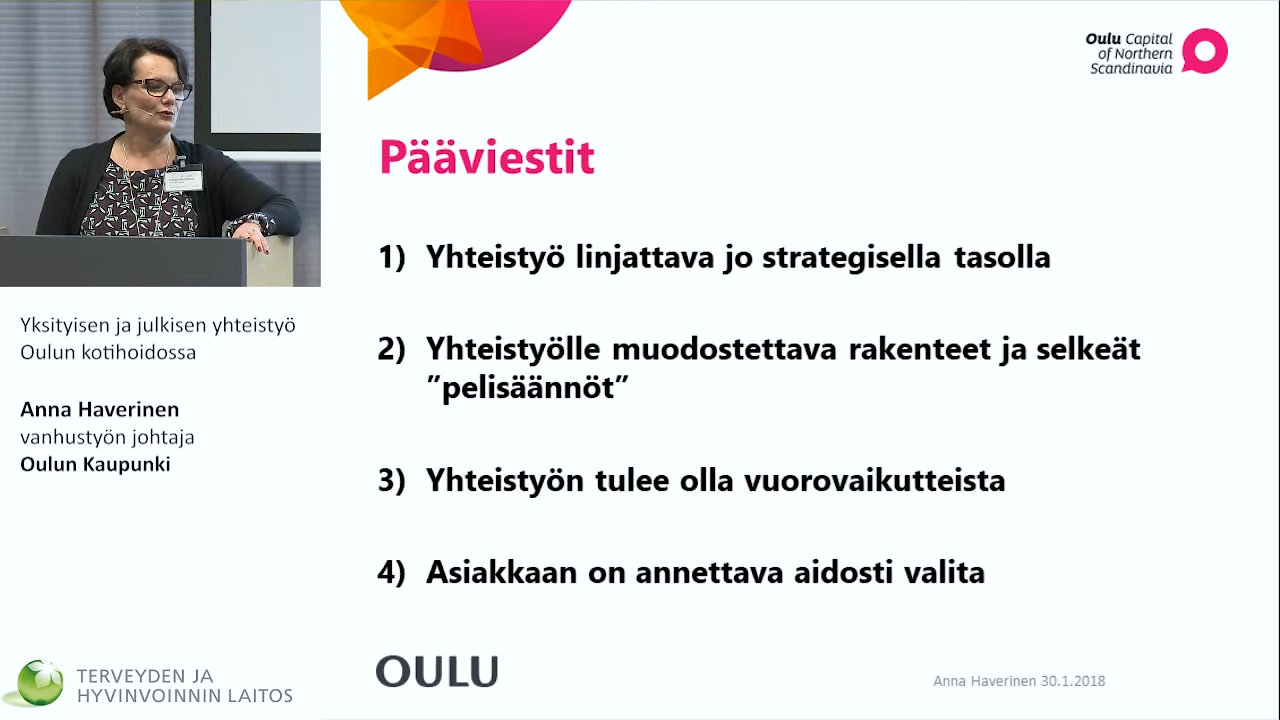 Oulu Capital
of Northern
Scandinavia
Pääviestit
1) Yhteistyö linjattava jo strategisella tasolla
2) Yhteistyölle muodostettava rakenteet ja selkeät
”pelisäännöt”
3) Yhteistyön tulee olla vuorovaikutteista
4) Asiakkaan on annettava aidosti valita
OULU
Anna Haverinen 30.1.2018
Yksityisen ja julkisen yhteistyö
Oulun kotihoidossa
Anna Haverinen
vanhustyön johtaja
Oulun Kaupunki
TERVEYDEN JA
HYVINVOINNIN LAITOS